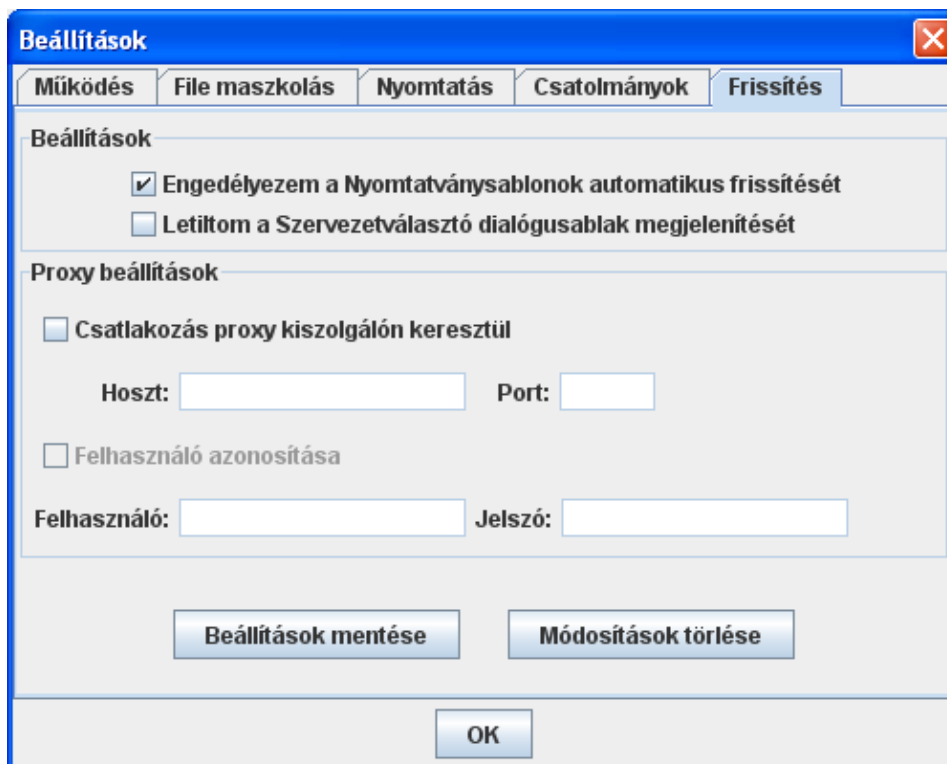 Beállítások
Működés File maszkolás Nyomtatás Csatolmányok Frissítés
Beállítások
Engedélyezem a Nyomtatványsablonok automatikus frissítését
Letiltom a Szervezetválasztó dialógusablak megjelenítését
Proxy beállítások
Csatlakozás proxy kiszolgálón keresztül
Hoszt: Port:
Felhasználó azonosítása
Felhasználó: Jelszó:
Beállítások mentése Módosítások törlése
OK